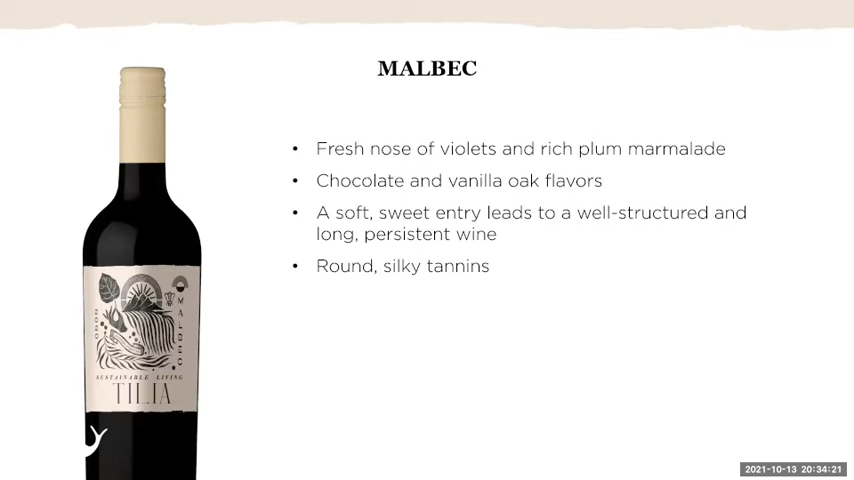 MALBEC
• Fresh nose of violets and rich plum marmalade
• Chocolate and vanilla oak flavors
• A soft, sweet entry leads to a well-structured and
long, persistent wine
• Round, silky tannins
MALBEC
SUSTAINABLE LIVING
TILIA
2021-10-13 20:34:21